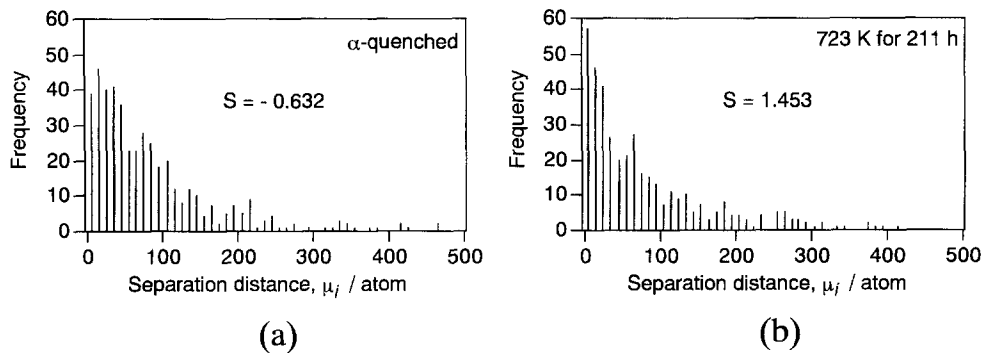 60
50
40
30
20
10
0
Frequency
α-quenched
S = - 0.632
0 100 200 300 400 500
Separation distance, μi / atom
(a)
60
50
40
30
20
10
0
Frequency
723 K for 211 h
S = 1.453
0 100 200 300 400 500
Separation distance, μi / atom
(b)